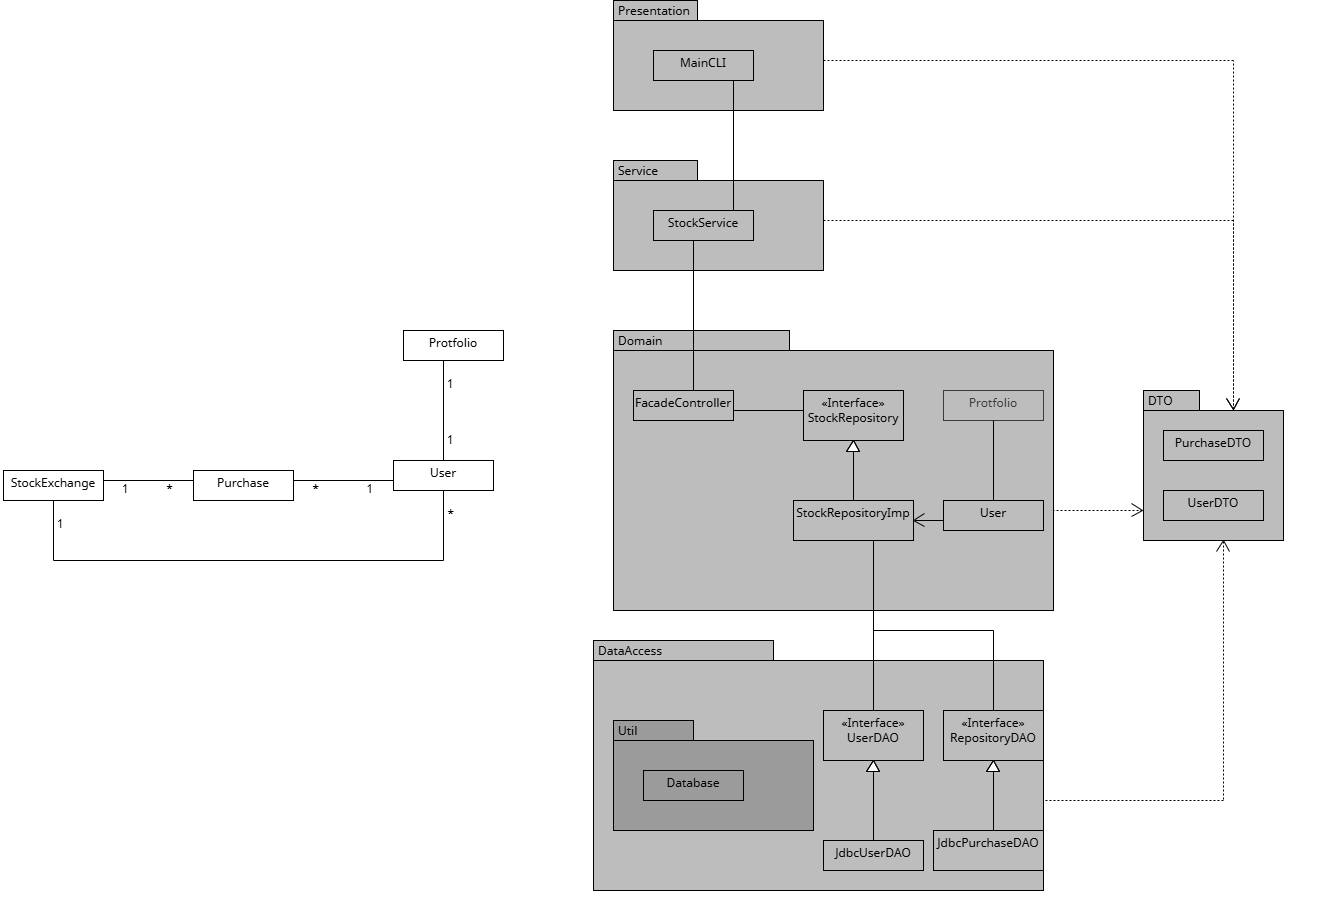 Presentation
MainCLI
Service
StockService
Protfolio
1
1
User
StockExchange
1
*
Purchase
*
1
*
1
Domain
FacadeController
«Interface»
StockRepository
Protfolio
StockRepositoryImp
User
DTO
PurchaseDTO
UserDTO
DataAccess
Util
Database
«Interface»
UserDAO
«Interface»
RepositoryDAO
JdbcUserDAO
JdbcPurchaseDAO